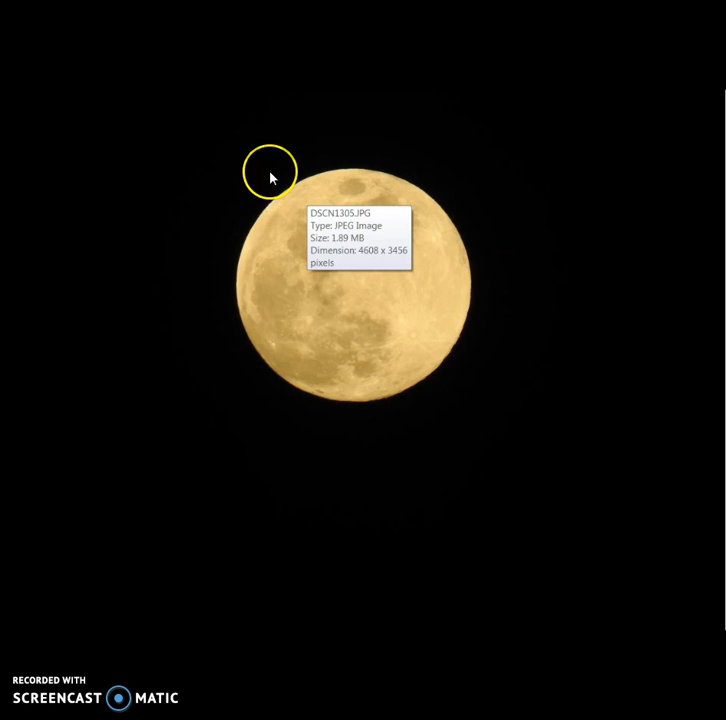 DSCN1305.JPG
Type: JPEG Image
Size: 1.89 MB
Dimension: 4608 x 3456
pixels
RECORDED WITH
SCREENCAST MATIC